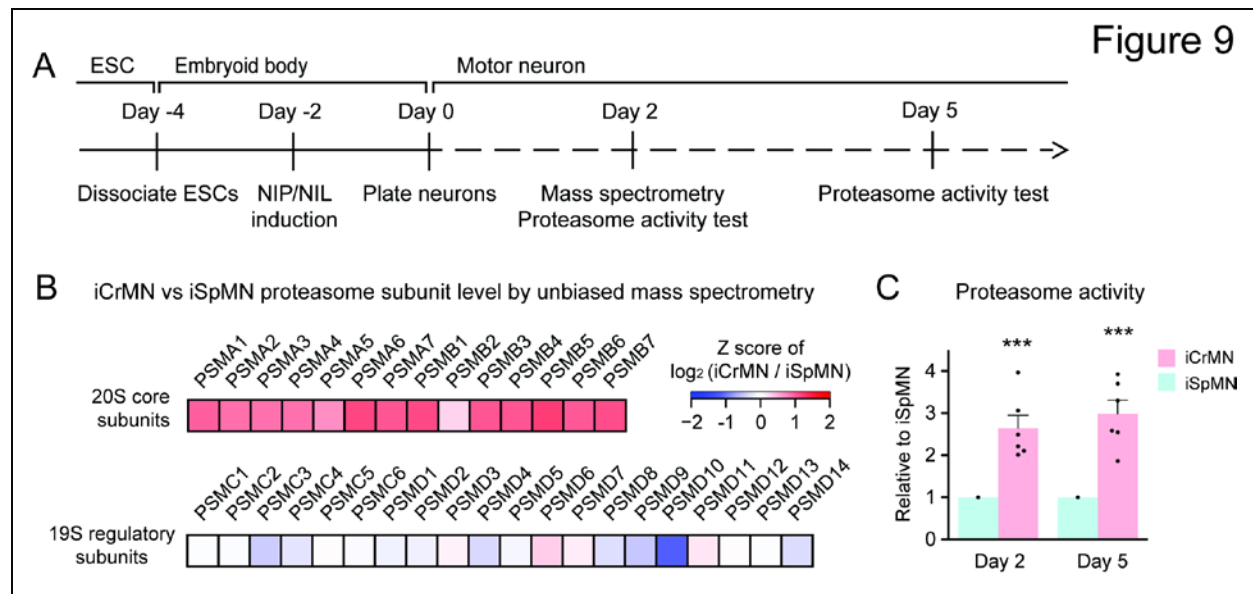 Figure 9
A
ESC Embryoid body Motor neuron
Day -4 Day -2 Day 0 Day 2 Day 5
Dissociate ESCs NIP/NIL induction Plate neurons Mass spectrometry Proteasome activity test Proteasome activity test
B iCrMN vs iSpMN proteasome subunit level by unbiased mass spectrometry
PSMA1 PSMA2 PSMA3 PSMA4 PSMA5 PSMA6 PSMA7 PSMB1 PSMB2 PSMB3 PSMB4 PSMB5 PSMB6 PSMB7
20S core
subunits
Z score of
log₂ (iCrMN / iSpMN)
−2 -1 0 1 2
PSMC1 PSMC2 PSMC3 PSMC4 PSMC5 PSMC6 PSMD1 PSMD2 PSMD3 PSMD4 PSMD5 PSMD6 PSMD7 PSMD8 PSMD9 PSMD10 PSMD11 PSMD12 PSMD13 PSMD14
19S regulatory
subunits
C Proteasome activity
*** ***
iCrMN
iSpMN
Relative to iSpMN
4
3
2
1
0
Day 2 Day 5